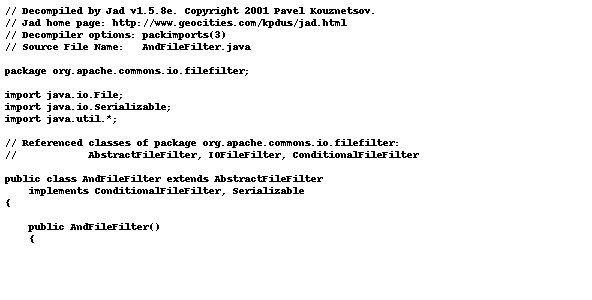 // Decompiled by Jad v1.5.8e. Copyright 2001 Pavel Kouznetsov.
// Jad home page: http://www.geocities.com/kpdus/jad.html
// Decompiler options: packimports(3)
// Source File Name:   AndFileFilter.java

package org.apache.commons.io.filefilter;

import java.io.File;
import java.io.Serializable;
import java.util.*;

// Referenced classes of package org.apache.commons.io.filefilter:
//            AbstractFileFilter, IOFileFilter, ConditionalFileFilter

public class AndFileFilter extends AbstractFileFilter
    implements ConditionalFileFilter, Serializable
{

    public AndFileFilter()
    {